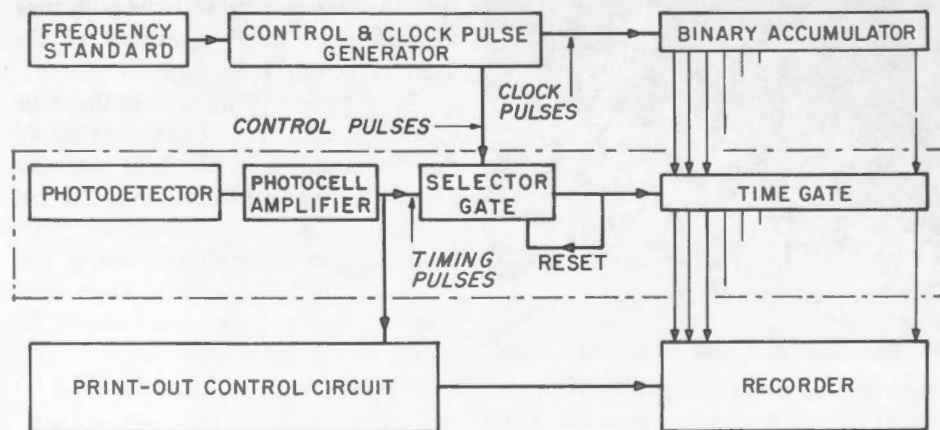 FREQUENCY
STANDARD
CONTROL & CLOCK PULSE
GENERATOR
BINARY ACCUMULATOR
CLOCK
PULSES
CONTROL PULSES
PHOTODETECTOR
PHOTOCELL
AMPLIFIER
SELECTOR
GATE
TIME GATE
TIMING
PULSES
RESET
PRINT-OUT CONTROL CIRCUIT
RECORDER